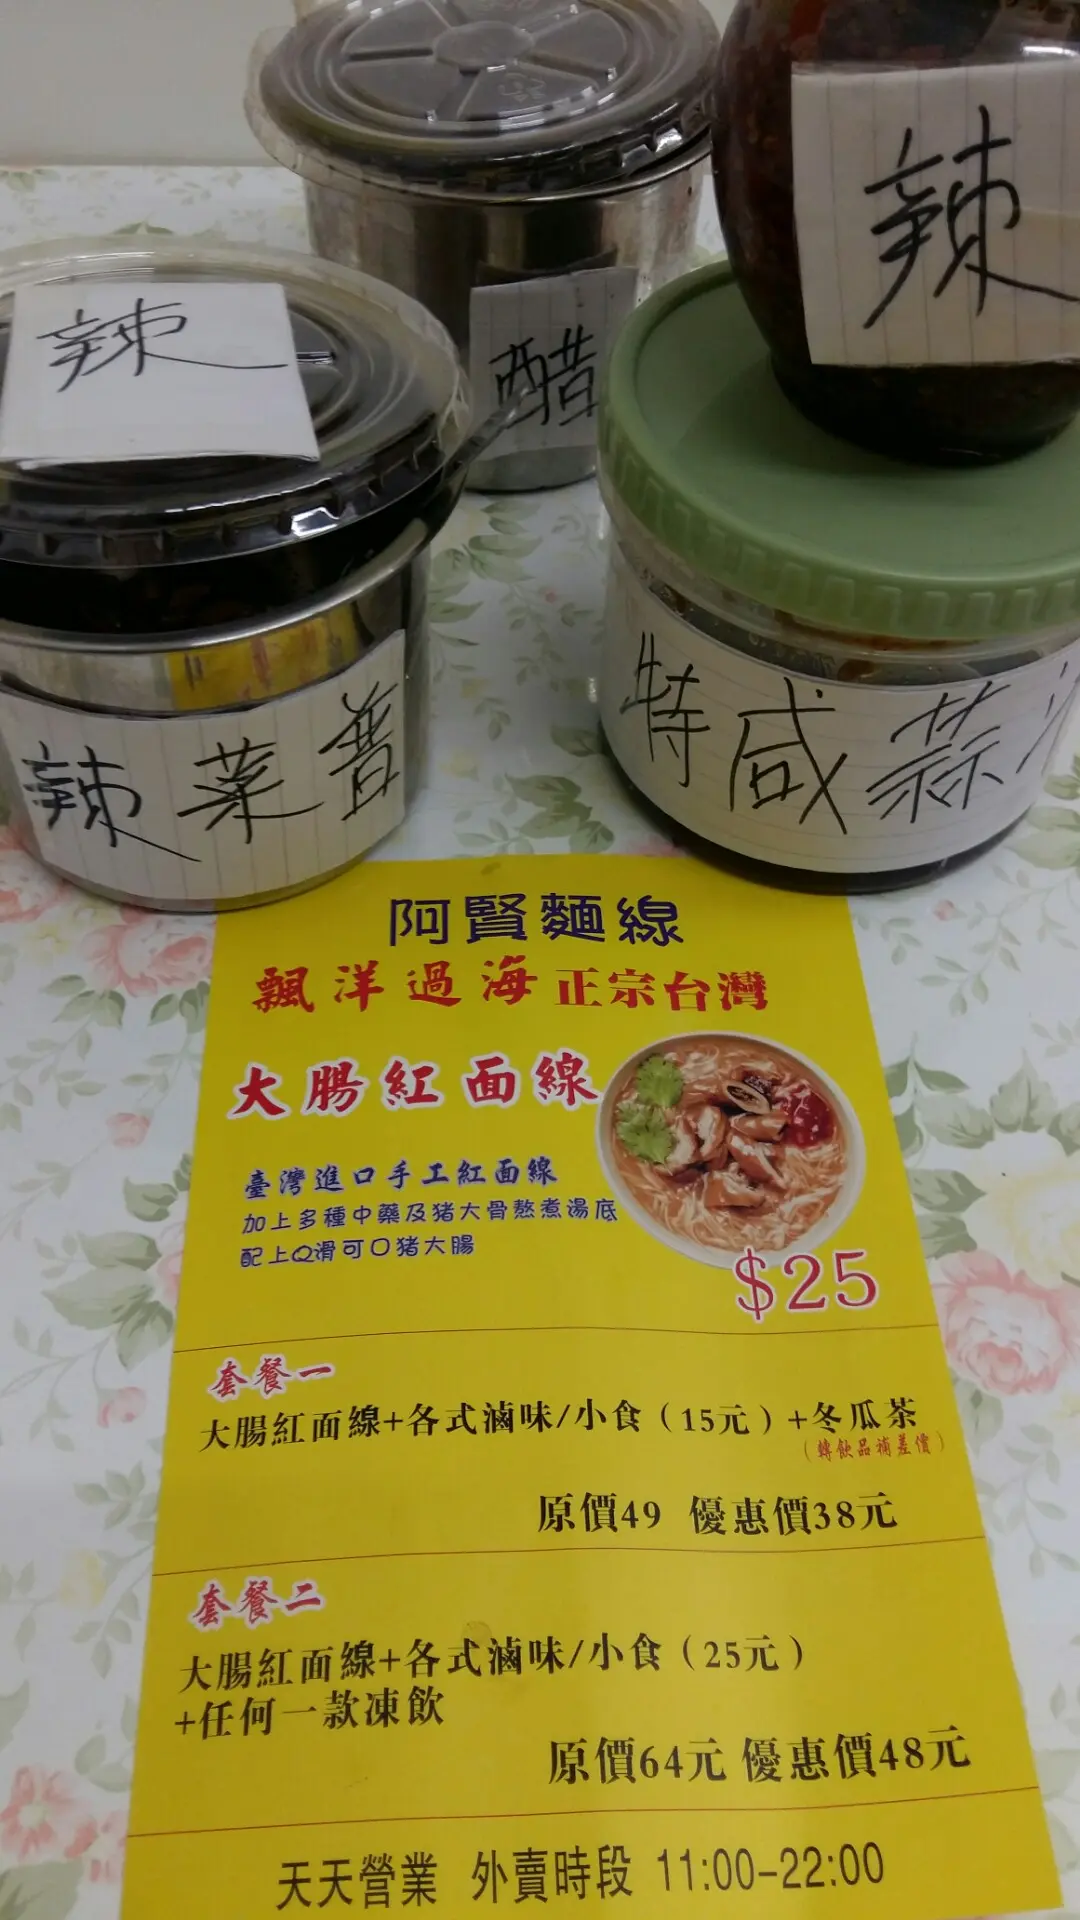 辣
醋
辣
辣菜普
特咸蒜
阿賢麵線
飄洋過海 正宗台灣
大腸紅面線
臺灣進口手工紅面線
加上多種中藥及猪大骨熬煮湯底
配上Q滑可口猪大腸
$25
套餐一
大腸紅面線+各式滷味/小食（15元）+冬瓜茶
（轉飲品補差價）
原價49 優惠價38元
套餐二
大腸紅面線+各式滷味/小食（25元）
+任何一款凍飲
原價64元 優惠價48元
天天營業 外賣時段 11:00-22:00